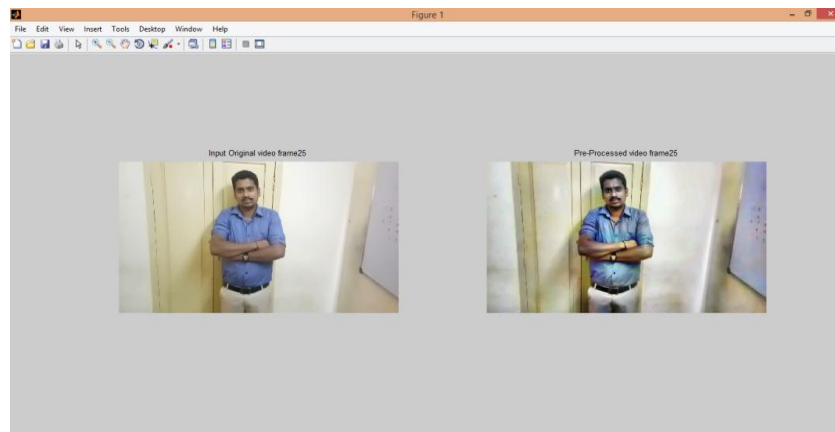 Figure 1
File Edit View Insert Tools Desktop Window Help
Input Original video frame25
Pre-Processed video frame25